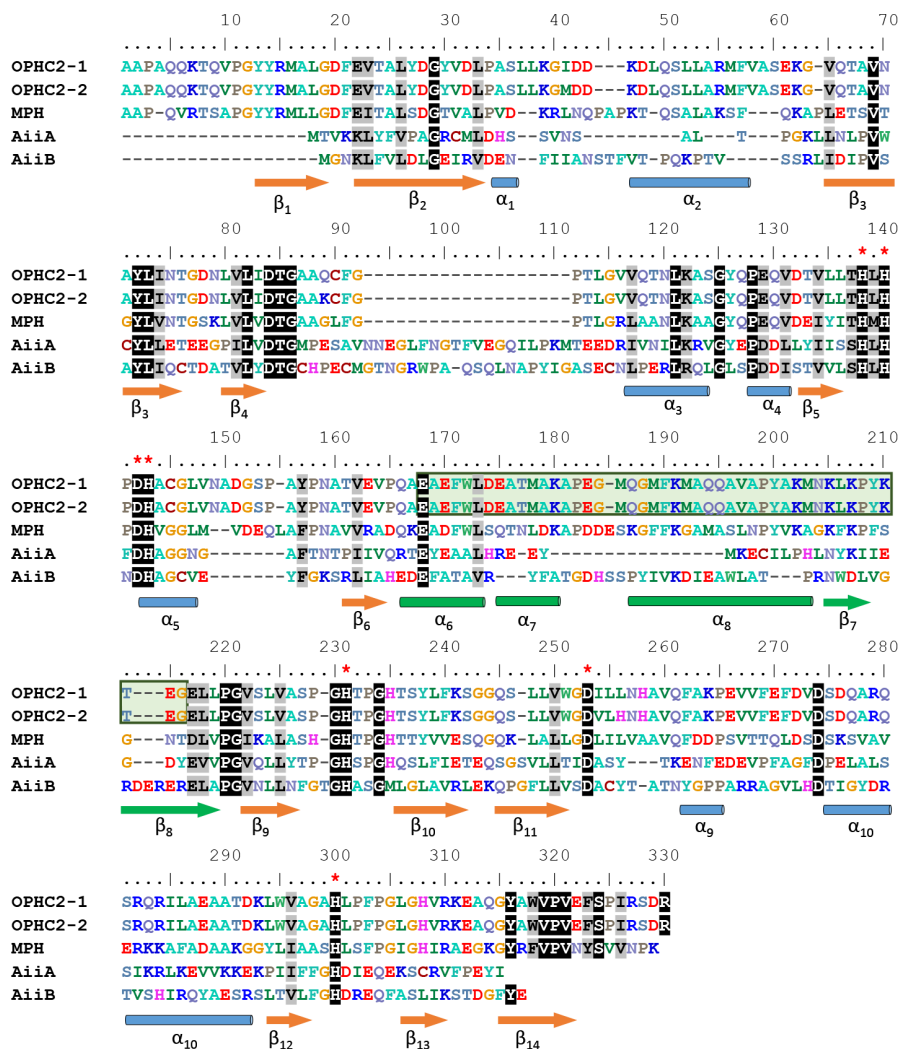 10 20 30 40 50 60 70
OPHC2-1 AAPAQQKTQVPGYYRMALGDFEVTALYDGYVDLPASLLKGIDD---KDLQSLLARMFVASEKG-VQTAVN
OPHC2-2 AAPAQQKTQVPGYYRMALGDFEVTALYDGYVDLPASLLKGMDD---KDLQSLLARMFVASEKG-VQTAVN
MPH AAP-QVRTSAPGYYRMLLGDFEITALSDGTVALPVD--KRLNQPAPKT-QSALAKSF---QKAPLETSVT
AiiA -----------------MTVKKLYFVPAGRCMLDHS--SVNS---------AL---T---PGKLLNLPVW
AiiB ------------------MGNKLFVLDLGEIRVDEN-FIIANSTFVT--PQKPTV-----SSRLIDIPVS
β1 β2 α1 α2 β3
80 90 100 110 120 130 140
* *
OPHC2-1 AYLINTGDNLVLIDTGAAQCFG-------------------PTLGVVQTNLKASGYQPEQVDTVLLTHLH
OPHC2-2 AYLINTGDNLVLIDTGAAKCFG-------------------PTLGVVQTNLKASGYQPEQVDTVLLTHLH
MPH GYLVNTGSKLVLVDTGAAGLFG-------------------PTLGRLAANLKAAGYQPEQVDEIYITHMH
AiiA CYLLETEEGPILVDTGMPESAVNNEGLFNGTFVEGQILPKMTEEDRIVNILKRVGYEPDDLLYIISSHLH
AiiB AYLIQCTDATVLYDTGCHPECMGTNGRWPA-QSQLNAPYIGASECNLPERLRQLGLSPDDISTVVLSHLH
β3 β4 α3 α4 β5
150 160 170 180 190 200 210
**
OPHC2-1 PDHACGLVNADGSP-AYPNATVEVPQAEAEFWLDEATMAKAPEG-MQGMFKMAQQAVAPYAKMNKLKPYK
OPHC2-2 PDHACGLVNADGSP-AYPNATVEVPQAEAEFWLDEATMAKAPEG-MQGMFKMAQQAVAPYAKMNKLKPYK
MPH PDHVGGLM-VDEQLAFPNAVVRADQKEADFWLSQTNLDKAPDDESKGFFKGAMASLNPYVKAGKFKPFS
AiiA FDHAGGNG-------AFTNTPIIVQRTEYEAALHRE-EY----------------MKECILPHLNYKIIE
AiiB NDHAGCVE-------YFGKSRLIAHEDEFATAVR---YFATGDHSSPYIVKDIEAWLAT---PRNWDLVG
α5 β6 α6 α7 α8 β7
220 230 240 250 260 270 280
* *
OPHC2-1 T---EGELLPGVSLVASP-GHTPGHTSYLFKSGGQS-LLVWGDILLNHAVQFAKPEVVFEFDVDSDQARQ
OPHC2-2 T---EGELLPGVSLVASP-GHTPGHTSYLFKSGGQS-LLVWGDVLHNHAVQFAKPEVVFEFDVDSDQARQ
MPH G---NTDLVPGIKALASH-GHTPGHTTYVVESQGQK-LALLGDLILVAAVQFDDPSVTTQLDSDSKSVAV
AiiA G---DYEVVPGVQLLYTP-GHSPGHQSLFIETEQSGSVLLTIDASY--TKENFEDEVPFAGFDPELALS
AiiB RDERERELAPGVNLLNFGTGHASGMLGLAVRLEKQPGFLLVSDACYT-ATNYGPPARRAGVLHDTIGYDR
β8 β9 β10 β11 α9 α10
290 300 310 320 330
*
OPHC2-1 SRQRILAEAATDKLWVAGAHLPFPGLGHVRKEAQGYAWVPVEFSPIRSDR
OPHC2-2 SRQRILAEAATDKLWVAGAHLPFPGLGHVRKEAQGYAWVPVEFSPIRSDR
MPH ERKKAFADAAKGGYLIAASHLSFPGIGHIRAEGKGYRFVPVNYSVVNPK
AiiA SIKRLKEVVKKEKPIIFFGHDIEQEKSCRVFPEYI
AiiB TVSHIRQYAESRSLTVLFGHDREQFASLIKSTDGFYE
α10 β12 β13 β14